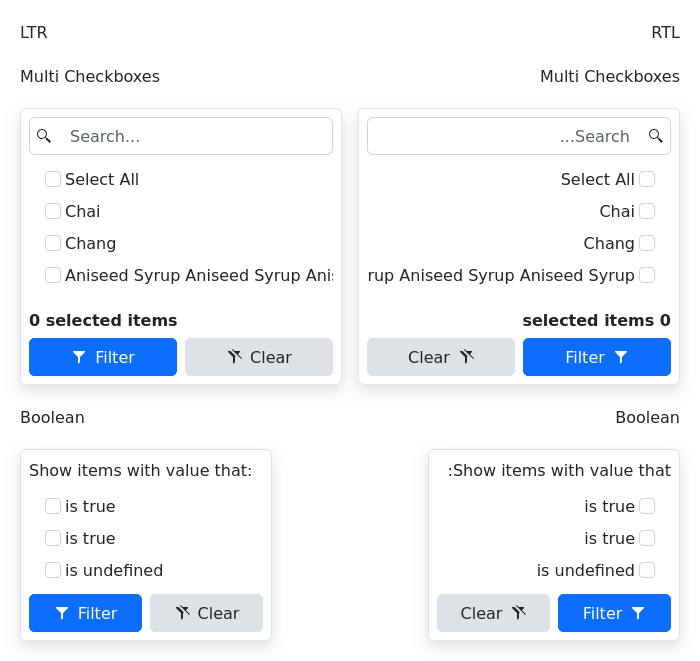 LTR
RTL
Multi Checkboxes
Multi Checkboxes
Search...
Select All
Chai
Chang
Aniseed Syrup Aniseed Syrup
0 selected items
Filter Clear
...Search
Select All
Chai
Chang
Aniseed Syrup Aniseed Syrup
selected items 0
Clear Filter
Boolean
Boolean
Show items with value that:
is true
is true
is undefined
Filter Clear
:Show items with value that
is true
is true
is undefined
Clear Filter